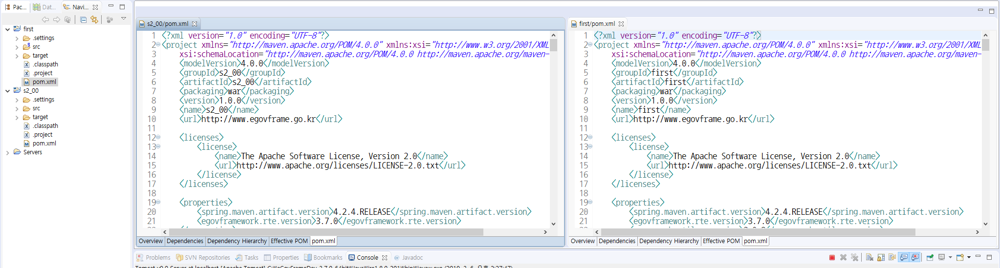 Pac...
Dat...
Navi...
first
.settings
src
target
.classpath
.project
pom.xml
s2_00
.settings
src
target
.classpath
.project
pom.xml
Servers
s2_00/pom.xml
1 <?xml version="1.0" encoding="UTF-8"?>
2 <project xmlns="http://maven.apache.org/POM/4.0.0" xmlns:xsi="http://www.w3.org/2001/XML
3 xsi:schemaLocation="http://maven.apache.org/POM/4.0.0 http://maven.apache.org/maven-
4 <modelVersion>4.0.0</modelVersion>
5 <groupId>s2_00</groupId>
6 <artifactId>s2_00</artifactId>
7 <packaging>war</packaging>
8 <version>1.0.0</version>
9 <name>s2_00</name>
10 <url>http://www.egovframe.go.kr</url>
11
12 <licenses>
13 <license>
14 <name>The Apache Software License, Version 2.0</name>
15 <url>http://www.apache.org/licenses/LICENSE-2.0.txt</url>
16 </license>
17 </licenses>
18
19 <properties>
20 <spring.maven.artifact.version>4.2.4.RELEASE</spring.maven.artifact.version>
21 <egovframework.rte.version>3.7.0</egovframework.rte.version>
Overview Dependencies Dependency Hierarchy Effective POM pom.xml
first/pom.xml
1 <?xml version="1.0" encoding="UTF-8"?>
2 <project xmlns="http://maven.apache.org/POM/4.0.0" xmlns:xsi="http://www.w3.org/2001/XML
3 xsi:schemaLocation="http://maven.apache.org/POM/4.0.0 http://maven.apache.org/maven-
4 <modelVersion>4.0.0</modelVersion>
5 <groupId>first</groupId>
6 <artifactId>first</artifactId>
7 <packaging>war</packaging>
8 <version>1.0.0</version>
9 <name>first</name>
10 <url>http://www.egovframe.go.kr</url>
11
12 <licenses>
13 <license>
14 <name>The Apache Software License, Version 2.0</name>
15 <url>http://www.apache.org/licenses/LICENSE-2.0.txt</url>
16 </license>
17 </licenses>
18
19 <properties>
20 <spring.maven.artifact.version>4.2.4.RELEASE</spring.maven.artifact.version>
21 <egovframework.rte.version>3.7.0</egovframework.rte.version>
Overview Dependencies Dependency Hierarchy Effective POM pom.xml
Problems SVN Repositories Tasks Properties Bookmarks Console Javadoc